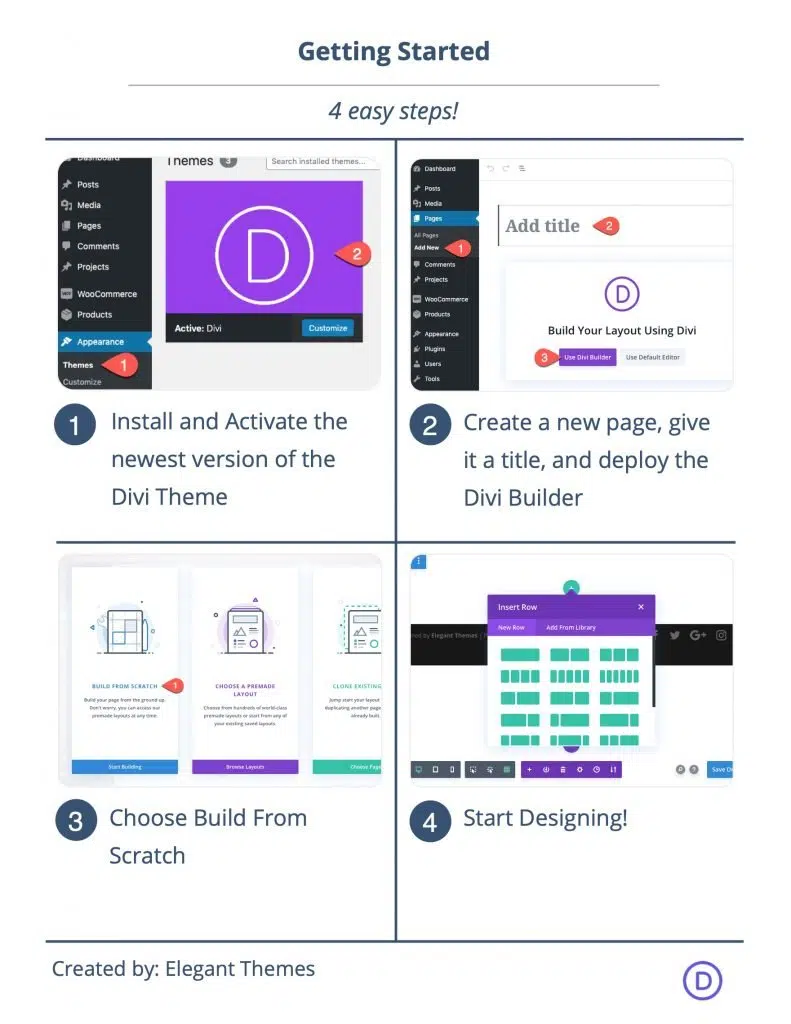 Getting Started
4 easy steps!
Dashboard
Posts
Media
Pages
Comments
Projects
WooCommerce
Products
Appearance
Themes
Customize
Themes 3
Search installed themes...
D
2
Active: Divi
Customize
1
1
Install and Activate the
newest version of the
Divi Theme
Dashboard
Posts
Media
Pages
All Pages
Add New
1
Comments
Projects
WooCommerce
Products
Appearance
Plugins
Users
Tools
Add title
2
D
Build Your Layout Using Divi
3
Use Divi Builder
Use Default Editor
2
Create a new page, give
it a title, and deploy the
Divi Builder
BUILD FROM SCRATCH
1
Build your page from the ground up.
Don't worry, you can access our
premade layouts at any time.
Start Building
CHOOSE A PREMADE
LAYOUT
Choose from hundreds of world-class
premade layouts or start from any of
your existing saved layouts.
Browse Layouts
CLONE EXISTING
Jump start your layout
duplicating another page
already built
Choose Page
3
Choose Build From
Scratch
Insert Row
New Row
Add From Library
by Elegant Themes |
G+
Save
4
Start Designing!
Created by: Elegant Themes
D